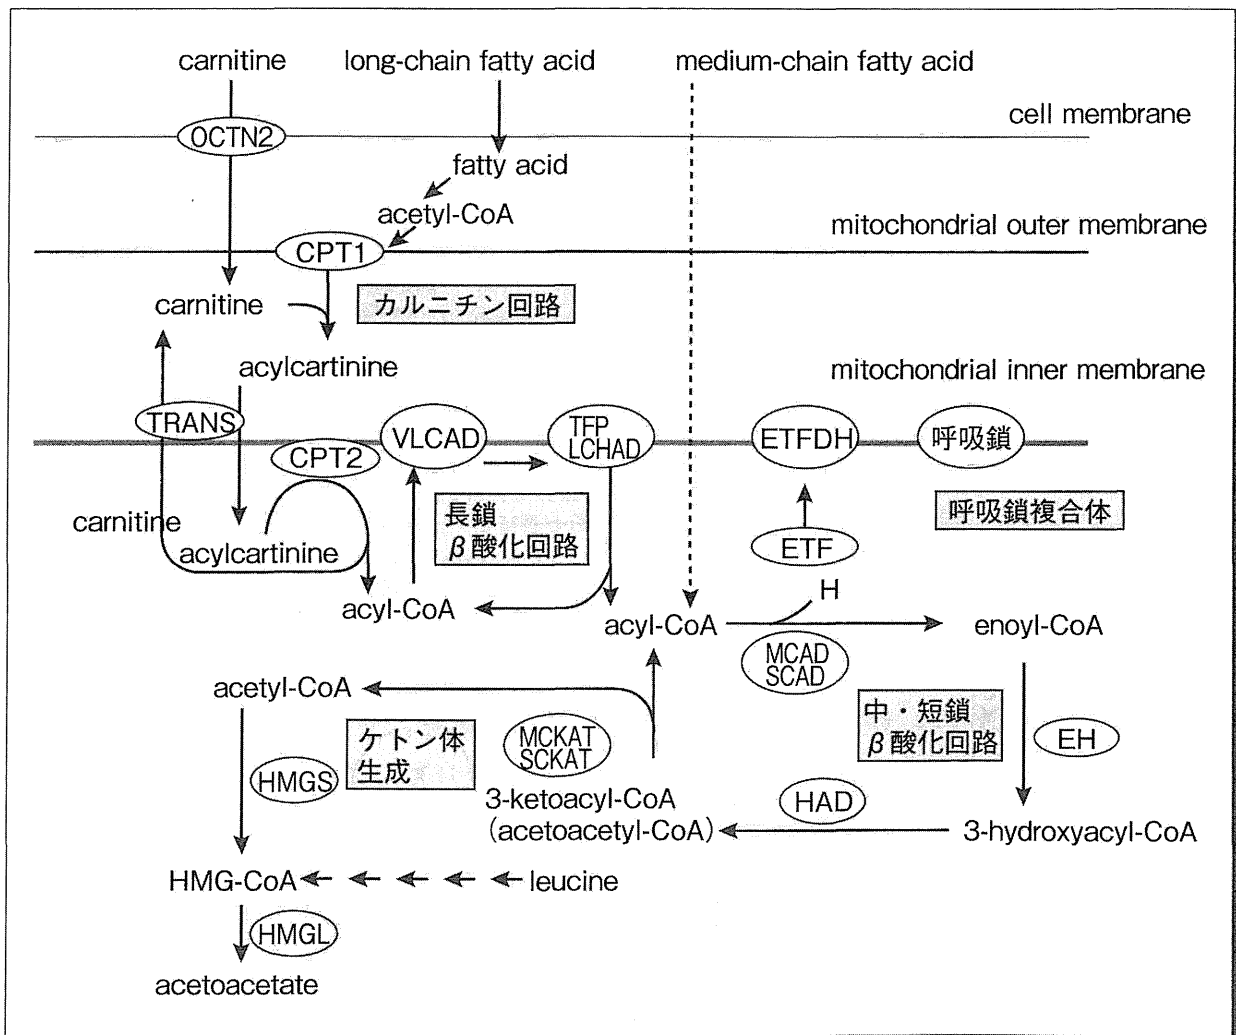 carnitine
long-chain fatty acid
medium-chain fatty acid
cell membrane
OCTN2
fatty acid
acetyl-CoA
mitochondrial outer membrane
CPT1
carnitine
カルニチン回路
acylcartinine
mitochondrial inner membrane
TRANS
CPT2
VLCAD
TFP
LCHAD
ETFDH
呼吸鎖
carnitine
acylcartinine
長鎖
β酸化回路
呼吸鎖複合体
ETF
H
acyl-CoA
acyl-CoA
enoyl-CoA
MCAD
SCAD
acetyl-CoA
ケトン体
生成
MCKAT
SCKAT
中・短鎖
β酸化回路
EH
HMGS
3-ketoacyl-CoA
(acetoacetyl-CoA)
HAD
3-hydroxyacyl-CoA
HMG-CoA
leucine
HMGL
acetoacetate